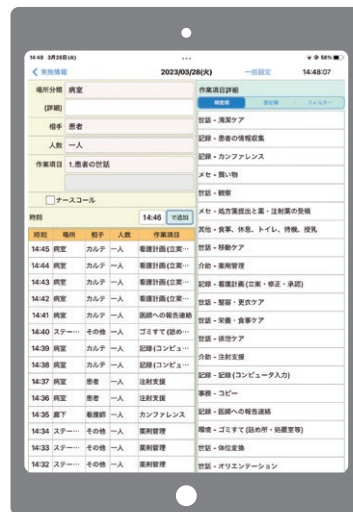 14:48 3月28日(火)
58%
実施情報
2023/03/28(火)
一括設定
14:48:07
場所分類 病室
(詳細)
相手 患者
人数 一人
作業項目 1.患者の世話
ナースコール
時刻 14:46 で追加
時刻 場所 相手 人数 作業項目
14:45 病室 カルテ 一人 看護計画(立案…
14:44 病室 カルテ 一人 看護計画(立案…
14:43 病室 カルテ 一人 看護計画(立案…
14:42 病室 カルテ 一人 看護計画(立案…
14:41 病室 カルテ 一人 医師への報告連絡
14:40 ステー… その他 一人 ゴミすて(詰め…
14:39 病室 カルテ 一人 記録(コンピュ…
14:38 病室 カルテ 一人 記録(コンピュ…
14:37 病室 患者 一人 注射支援
14:36 病室 患者 一人 注射支援
14:35 廊下 看護師 一人 カンファレンス
14:34 ステー… その他 一人 薬剤管理
14:33 ステー… その他 一人 薬剤管理
14:32 ステー… その他 一人 薬剤管理
作業項目詳細
頻度順 登録順 フィルター
世話 - 清潔ケア
記録 - 患者の情報収集
記録 - カンファレンス
メセ - 買い物
世話 - 観察
メセ - 処方箋提出と薬・注射薬の受領
其他 - 食事、休息、トイレ、待機、授乳
世話 - 移動ケア
介助 - 薬剤管理
記録 - 看護計画(立案・修正・承認)
世話 - 整容・更衣ケア
世話 - 栄養・食事ケア
世話 - 排泄ケア
介助 - 注射支援
記録 - 記録(コンピュータ入力)
事務 - コピー
記録 - 医師への報告連絡
環境 - ゴミすて(詰め所・処置室等)
世話 - 体位変換
世話 - オリエンテーション